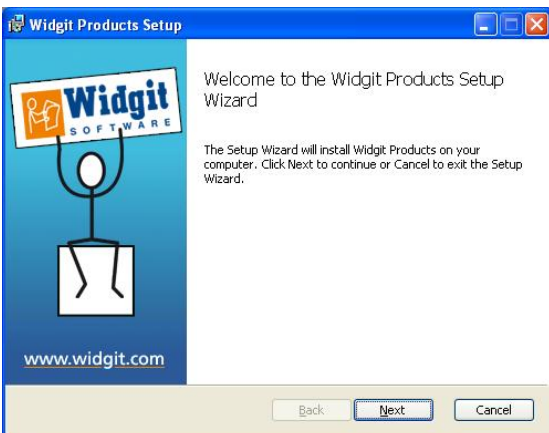 Widgit Products Setup
Widgit
SOFTWARE
Welcome to the Widgit Products Setup
Wizard
The Setup Wizard will install Widgit Products on your
computer. Click Next to continue or Cancel to exit the Setup
Wizard.
www.widgit.com
Back Next Cancel